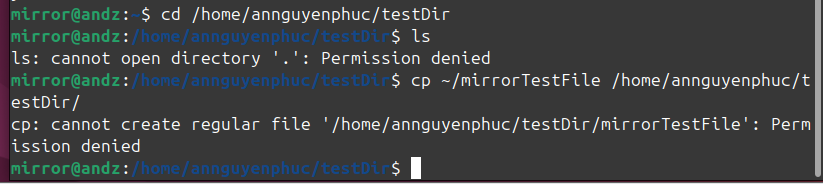 mirror@andz:~$ cd /home/annguyenphuc/testDir
mirror@andz:/home/annguyenphuc/testDir$ ls
ls: cannot open directory '.': Permission denied
mirror@andz:/home/annguyenphuc/testDir$ cp ~/mirrorTestFile /home/annguyenphuc/t
estDir/
cp: cannot create regular file '/home/annguyenphuc/testDir/mirrorTestFile': Perm
ission denied
mirror@andz:/home/annguyenphuc/testDir$